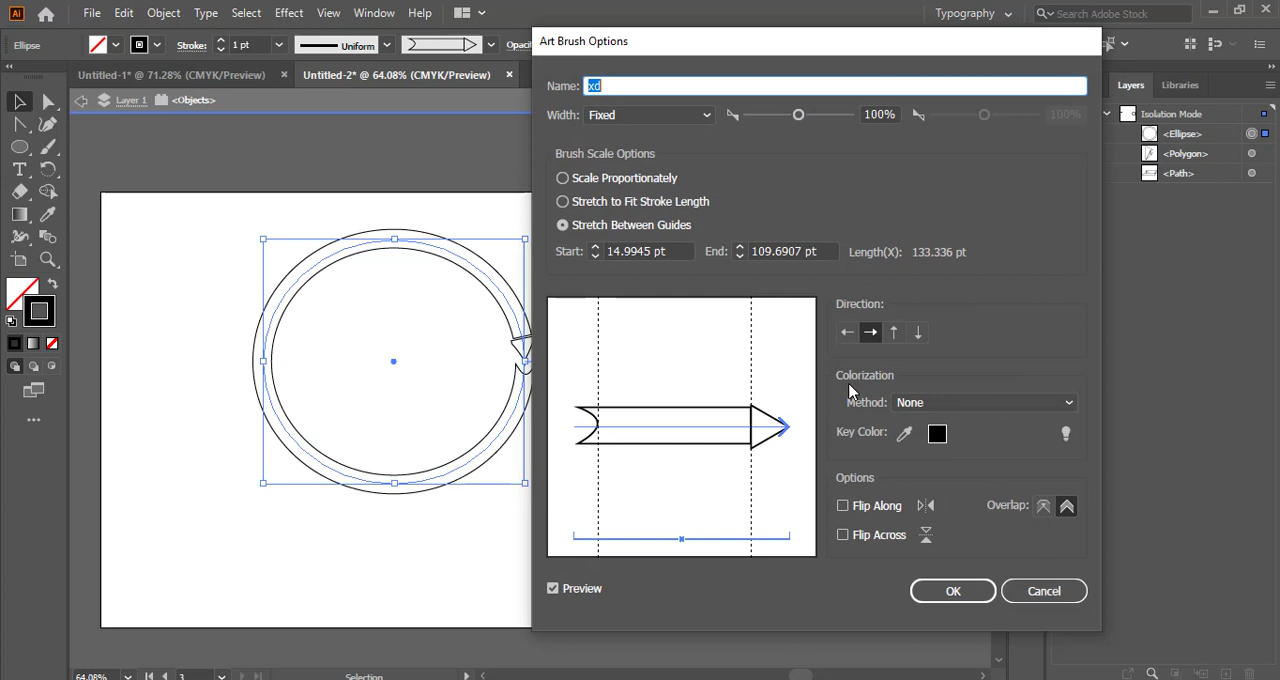 Ai File Edit Object Type Select Effect View Window Help Typography Search Adobe Stock
Ellipse Stroke: 1 pt Uniform Opaci
Untitled-1* @ 71.28% (CMYK/Preview) × Untitled-2* @ 64.08% (CMYK/Preview) ×
Layer 1 <Objects>
Art Brush Options
Name: xd
Width: Fixed 100% 100%
Brush Scale Options
Scale Proportionately
Stretch to Fit Stroke Length
Stretch Between Guides
Start: 14.9945 pt End: 109.6907 pt Length(X): 133.336 pt
Direction:
Colorization
Method: None
Key Color:
Options
Flip Along Overlap:
Flip Across
Preview
OK Cancel
Layers Libraries
Isolation Mode
<Ellipse>
<Polygon>
<Path>
64.08% 3 Selection